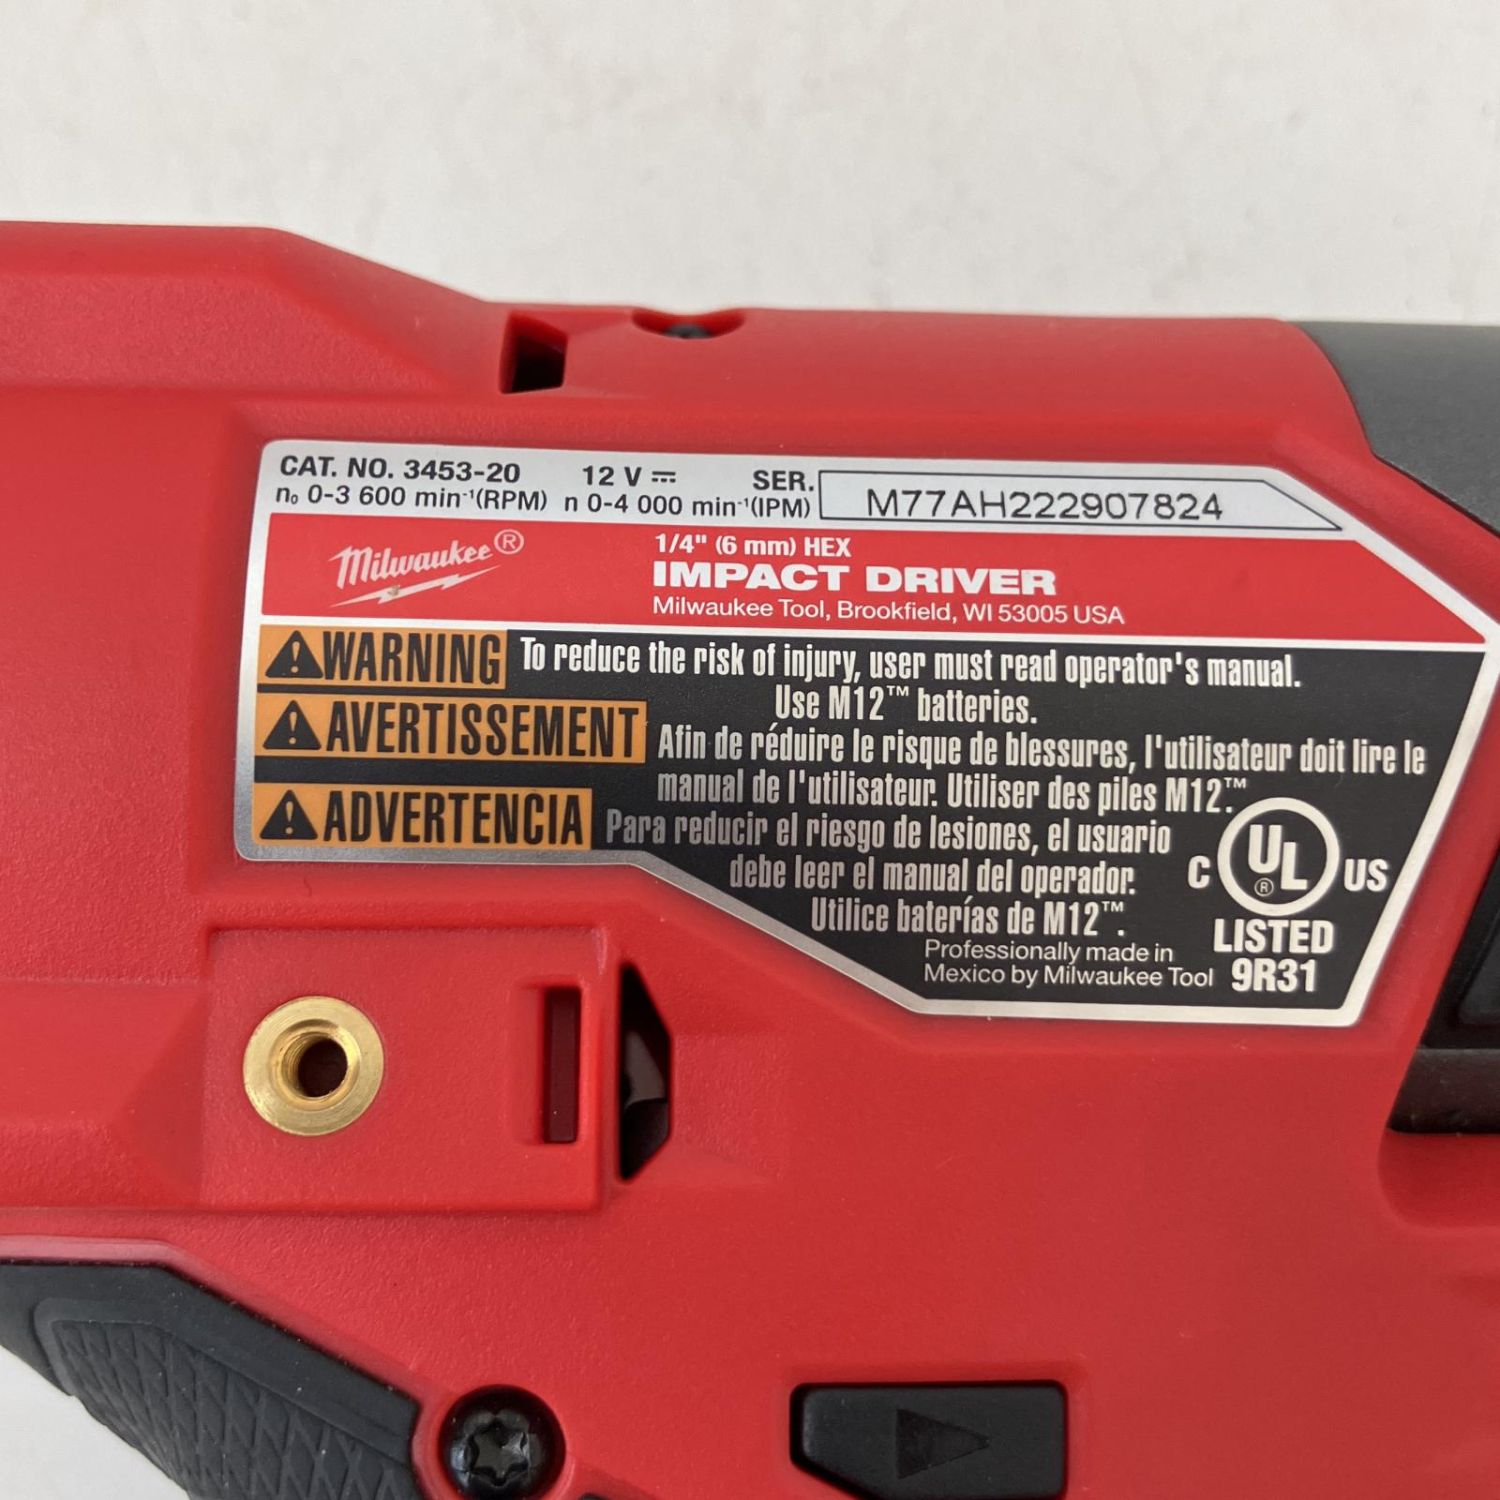 CAT. NO. 3453-20 12 V ⎓ SER. M77AH222907824
n₀ 0-3 600 min⁻¹(RPM) n 0-4 000 min⁻¹(IPM)
Milwaukee®
1/4" (6 mm) HEX
IMPACT DRIVER
Milwaukee Tool, Brookfield, WI 53005 USA
WARNING To reduce the risk of injury, user must read operator's manual.
Use M12™ batteries.
AVERTISSEMENT Afin de réduire le risque de blessures, l'utilisateur doit lire le
manual de l'utilisateur. Utiliser des piles M12.™
ADVERTENCIA Para reducir el riesgo de lesiones, el usuario
debe leer el manual del operador.
Utilice baterías de M12™.
Professionally made in
Mexico by Milwaukee Tool
C UL® US
LISTED
9R31